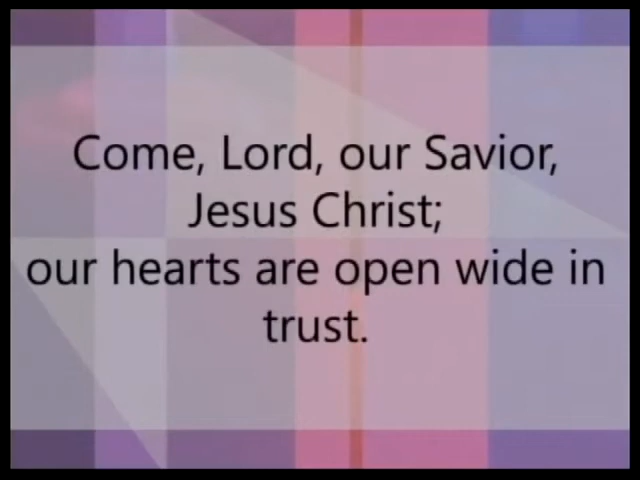 Come, Lord, our Savior,
Jesus Christ;
our hearts are open wide in
trust.